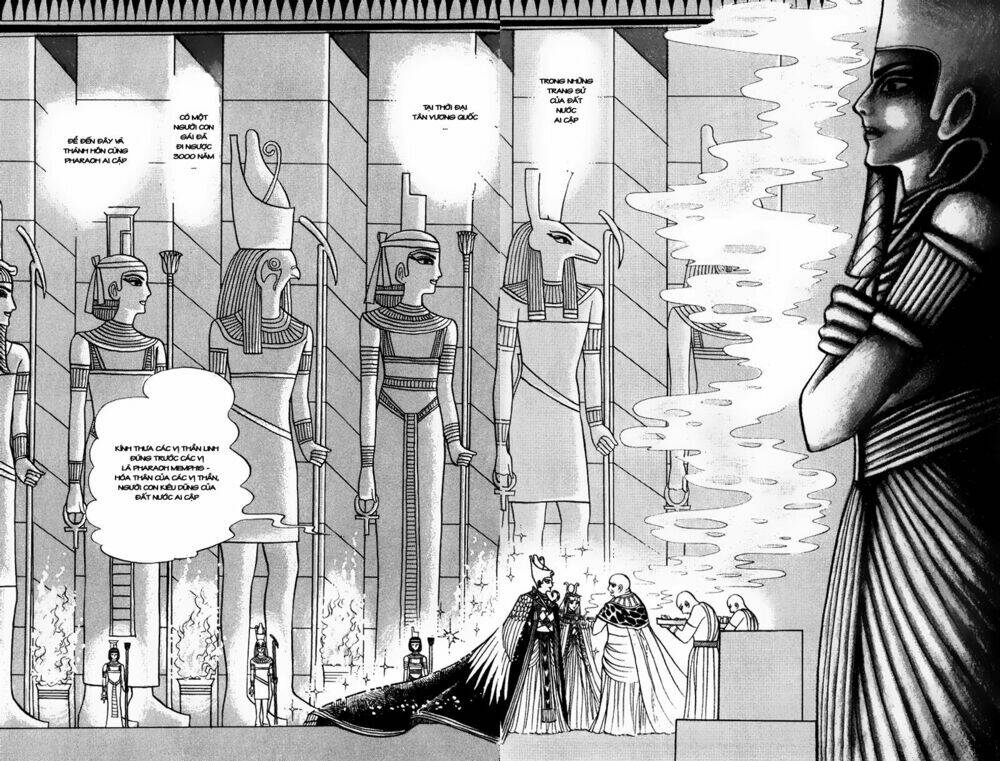 TRONG NHỮNG
TRANG SỬ
CỦA ĐẤT
NƯỚC
AI CẬP
TẠI THỜI ĐẠI
TÂN VƯƠNG QUỐC
...
CÓ MỘT
NGƯỜI CON
GÁI ĐÃ
ĐI NGƯỢC
3000 NĂM
...
ĐỂ ĐẾN ĐÂY VÀ
THÁNH HÔN CÙNG
PHARAOH AI CẬP
KÍNH THƯA CÁC VỊ THẦN LINH
ĐỨNG TRƯỚC CÁC VỊ
LÀ PHARAOH MEMPHIS -
HÓA THÂN CỦA CÁC VỊ THẦN,
NGƯỜI CON KIÊU DŨNG CỦA
ĐẤT NƯỚC AI CẬP